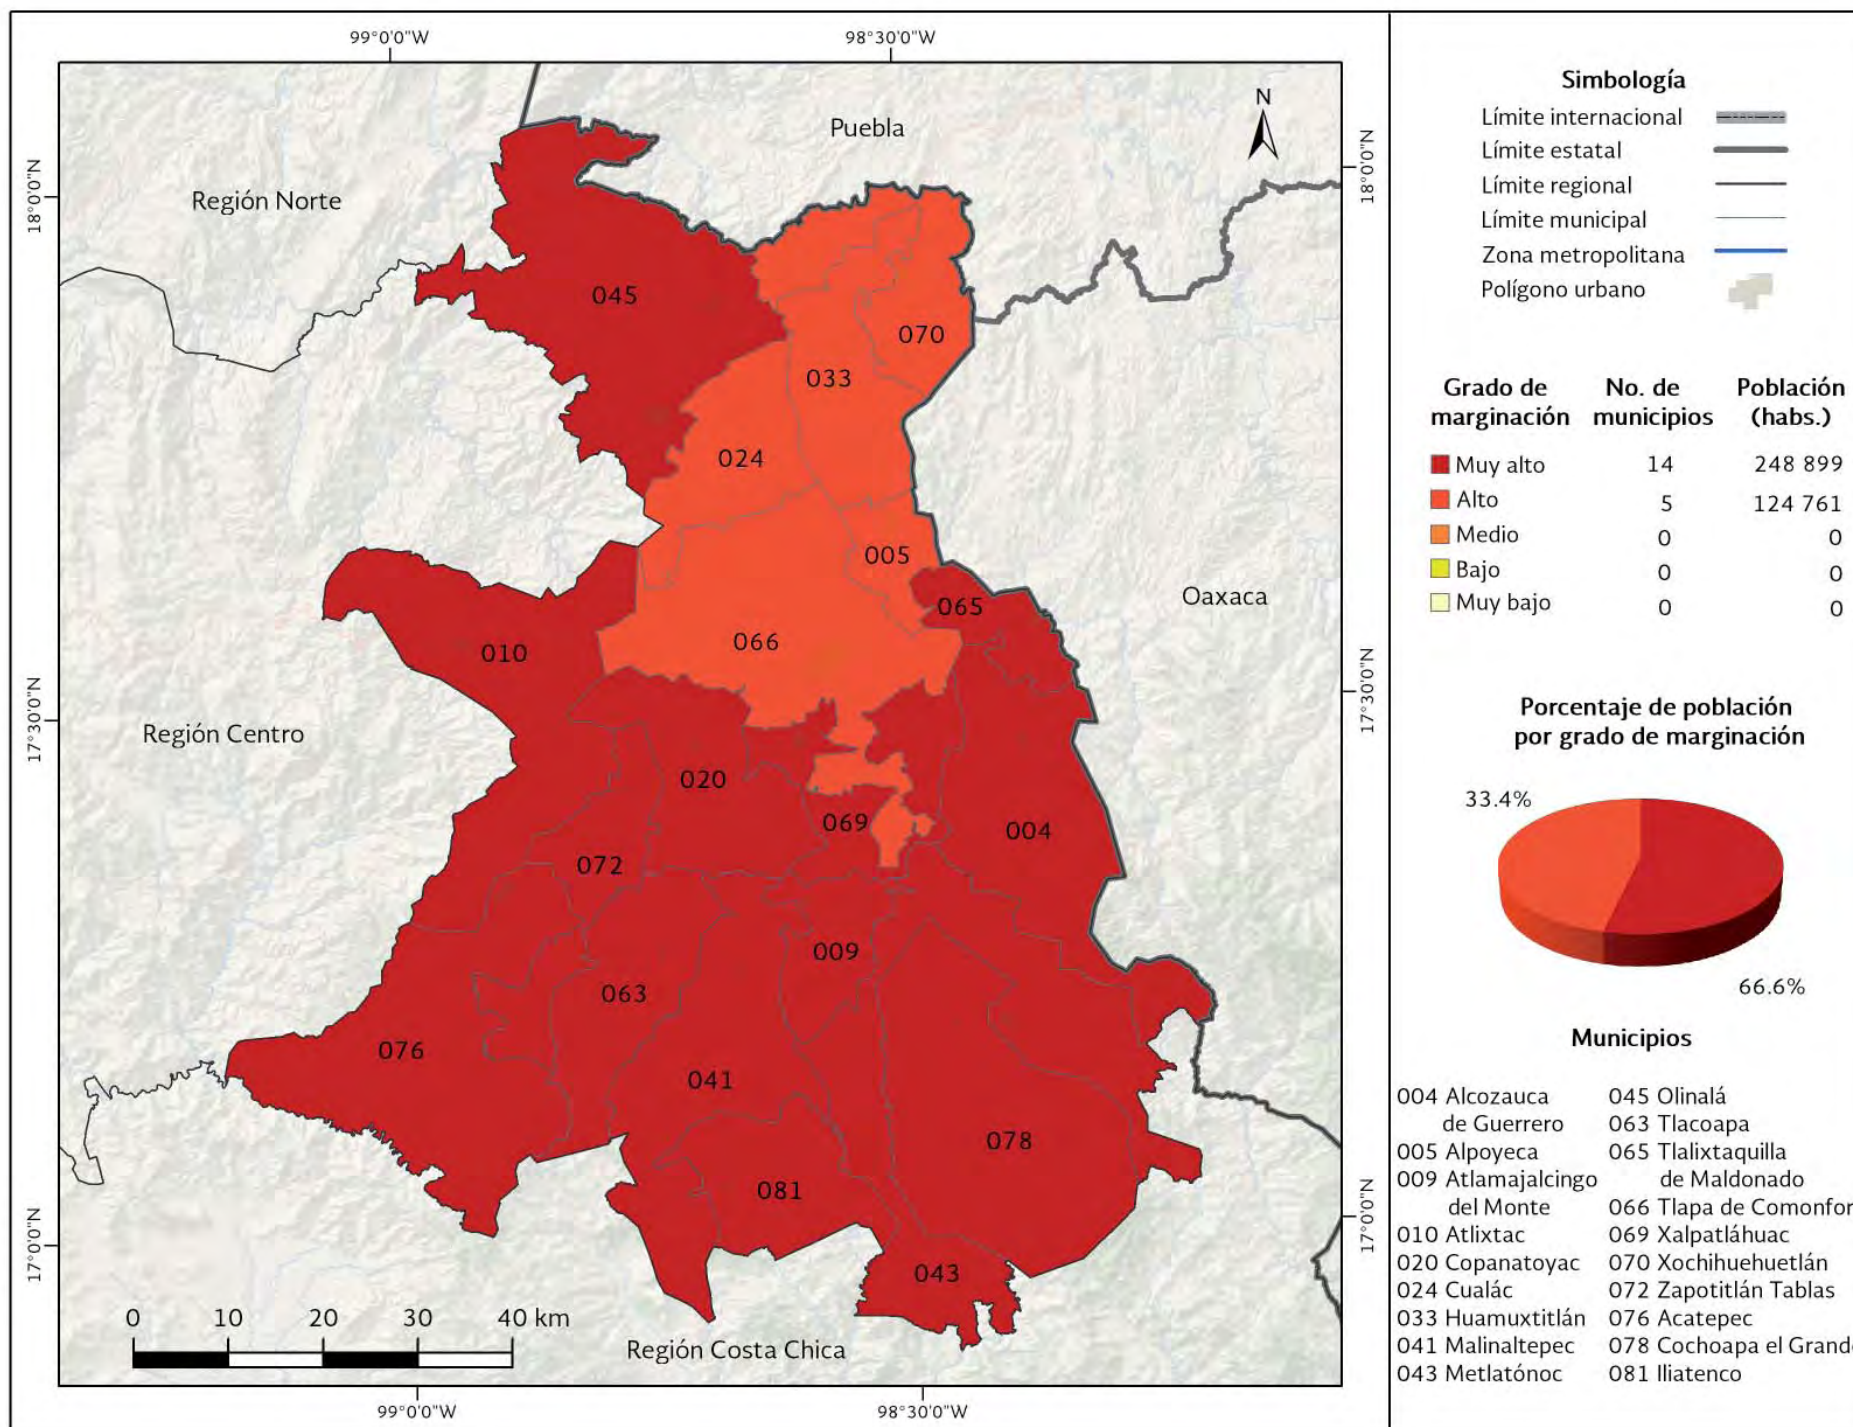 99°0'0"W
98°30'0"W
N
Puebla
Región Norte
18°0'0"N
18°0'0"N
045
070
033
024
005
065
Oaxaca
066
010
17°30'0"N
17°30'0"N
Región Centro
020
069
004
072
009
063
076
041
078
081
17°0'0"N
17°0'0"N
043
0 10 20 30 40 km
Región Costa Chica
99°0'0"W
98°30'0"W
Simbología
Límite internacional
Límite estatal
Límite regional
Límite municipal
Zona metropolitana
Polígono urbano
Grado de marginación No. de municipios Población (habs.)
Muy alto 14 248 899
Alto 5 124 761
Medio 0 0
Bajo 0 0
Muy bajo 0 0
Porcentaje de población
por grado de marginación
33.4%
66.6%
Municipios
004 Alcozauca
de Guerrero
005 Alpoyeca
009 Atlamajalcingo
del Monte
010 Atlixtac
020 Copanatoyac
024 Cualác
033 Huamuxtitlán
041 Malinaltepec
043 Metlatónoc
045 Olinalá
063 Tlacoapa
065 Tlalixtaquilla
de Maldonado
066 Tlapa de Comonfor
069 Xalpatláhuac
070 Xochihuehuetlán
072 Zapotitlán Tablas
076 Acatepec
078 Cochoapa el Grande
081 Iliatenco